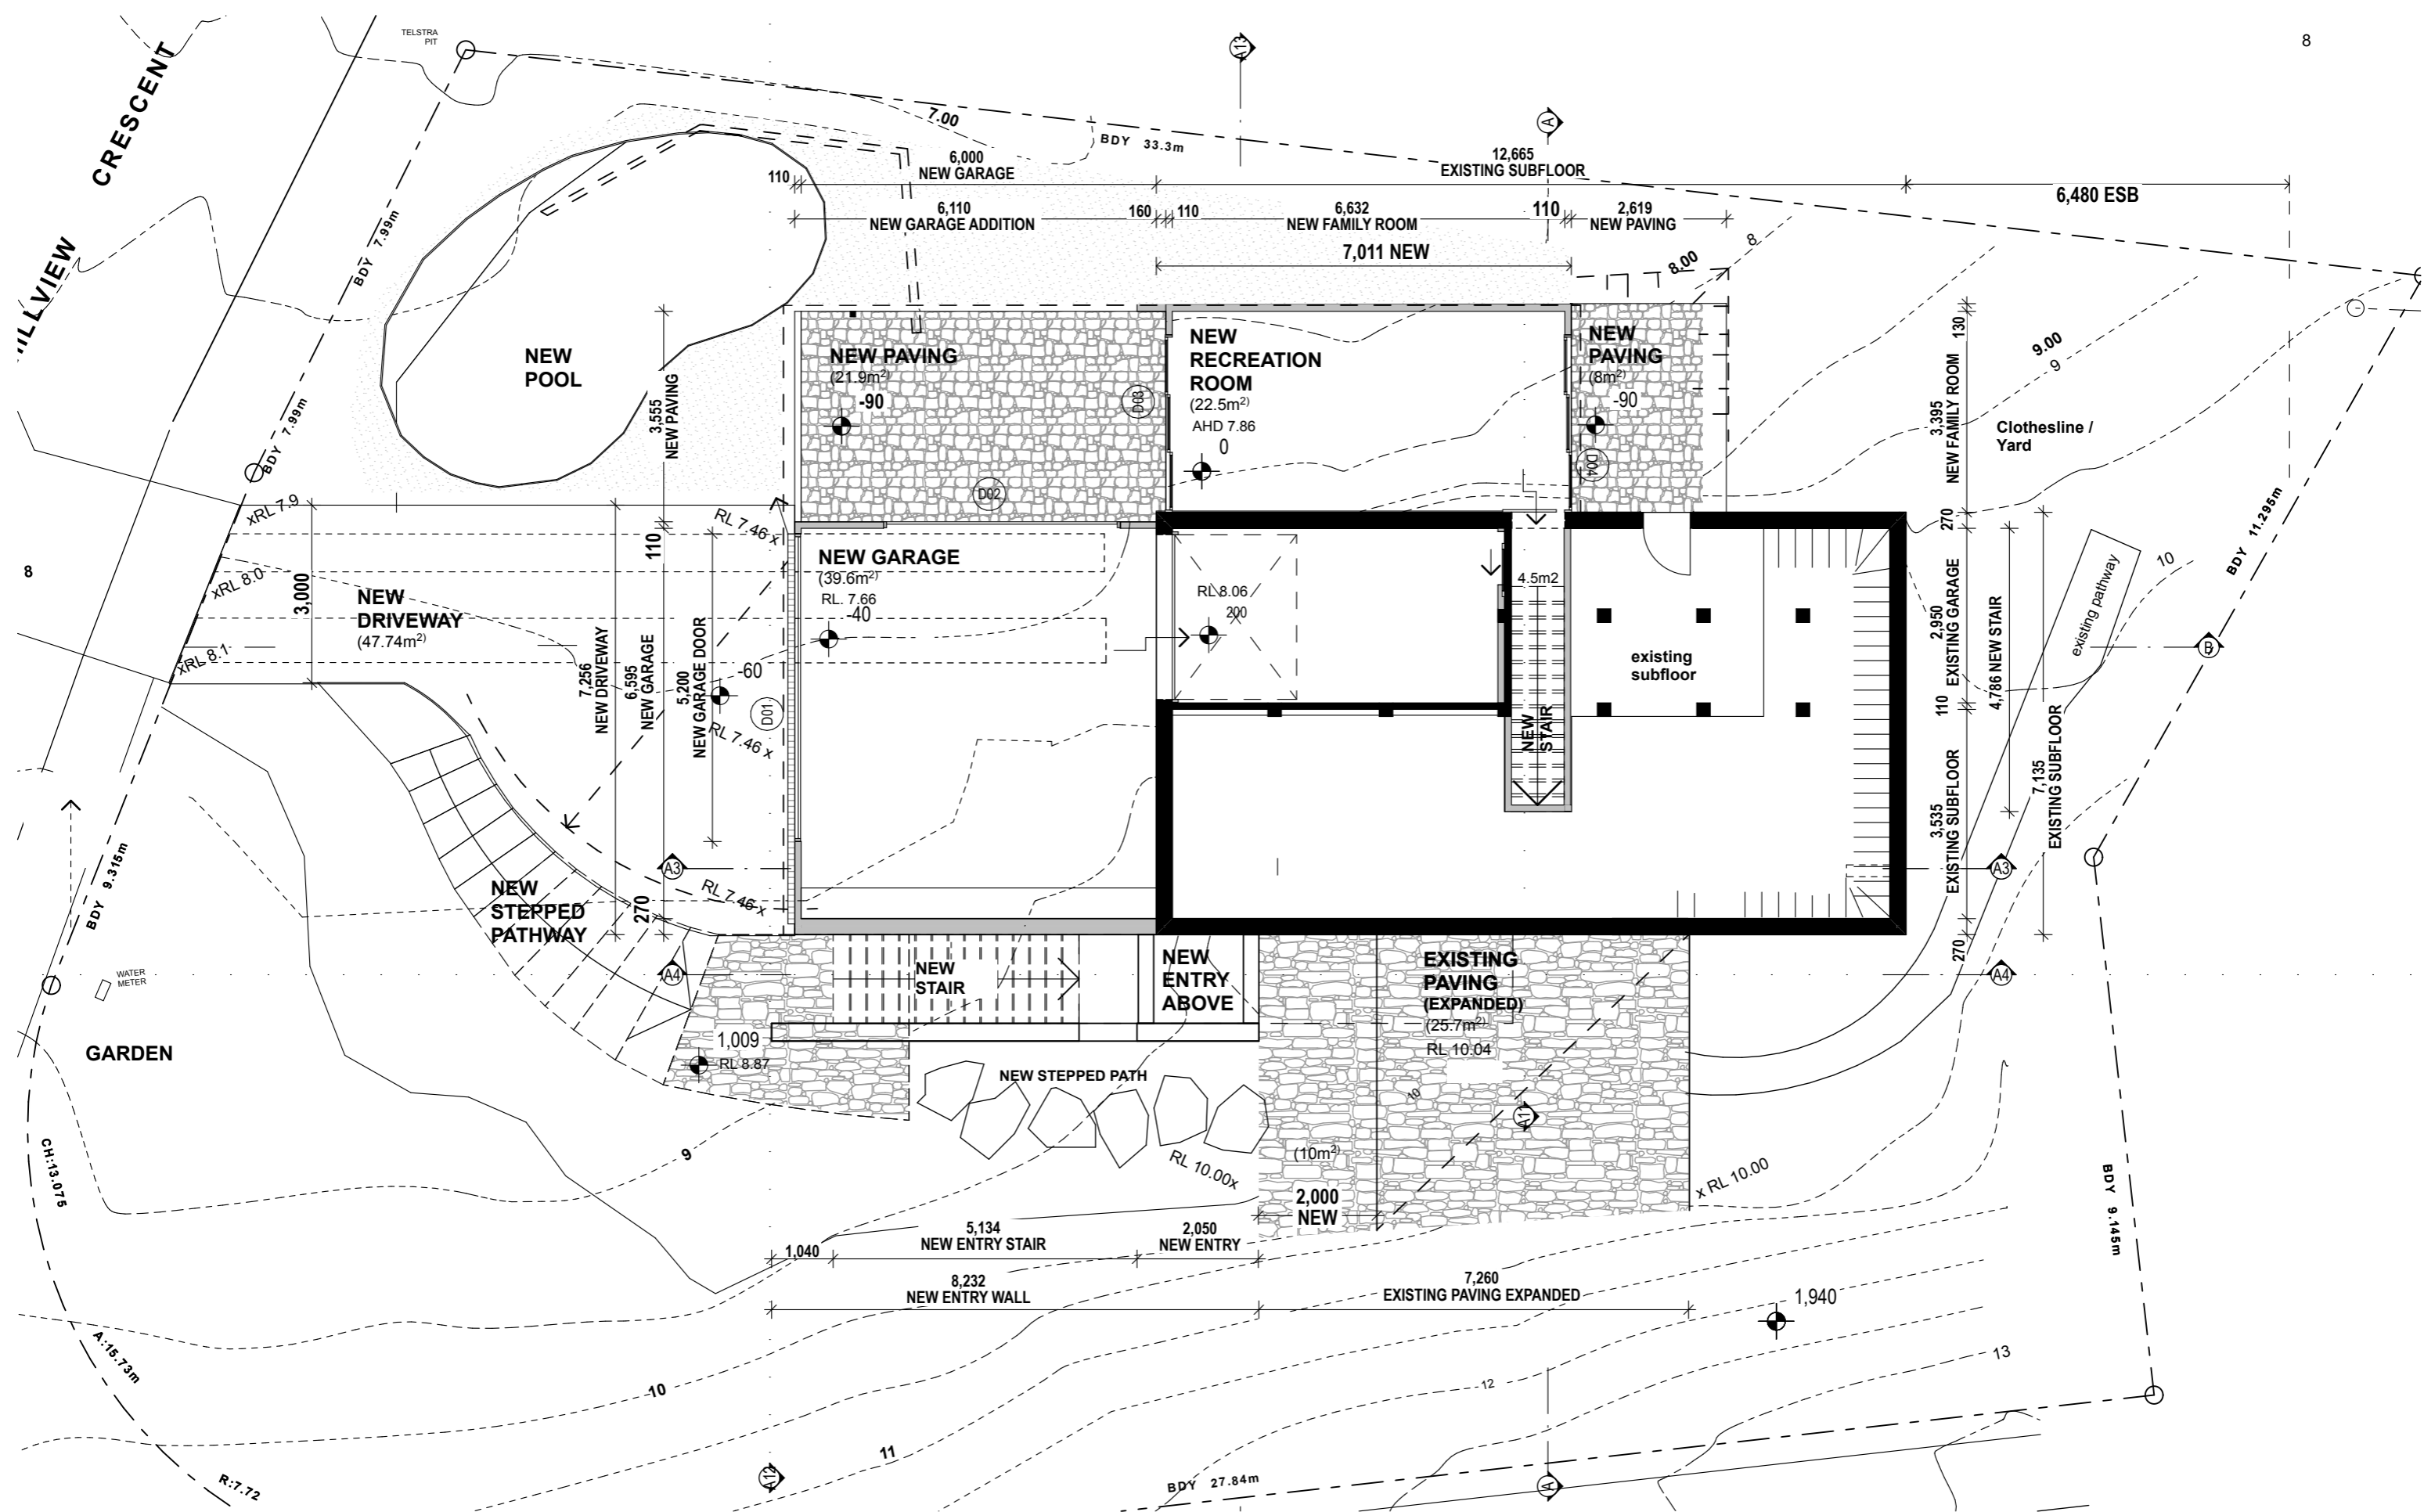 TELSTRA
PIT
CRESCENT
ILLVIEW
A13
8
A
7.00
BDY 33.3m
BDY 7.99m
6,000
NEW GARAGE
12,665
EXISTING SUBFLOOR
110
6,480 ESB
6,110
NEW GARAGE ADDITION
160
110
6,632
NEW FAMILY ROOM
110
2,619
NEW PAVING
7,011 NEW
8.00
8
NEW
POOL
3,555
NEW PAVING
NEW PAVING
(21.9m²)
-90
D03
D02
NEW
RECREATION
ROOM
(22.5m²)
AHD 7.86
0
NEW
PAVING
(8m²)
-90
D04
130
3,395
NEW FAMILY ROOM
270
9.00
9
Clothesline /
Yard
BDY 11.295m
BDY 7.99m
xRL 7.9
xRL 8.0
xRL 8.1
8
3,000
NEW
DRIVEWAY
(47.74m²)
RL 7.46 x
110
7,256
NEW DRIVEWAY
6,595
NEW GARAGE
5,200
NEW GARAGE DOOR
-60
D01
RL 7.46 x
NEW GARAGE
(39.6m²)
RL. 7.66
-40
RL 8.06
200
4.5m2
existing
subfloor
NEW
STAIR
2,950
EXISTING GARAGE
110
4,786 NEW STAIR
3,535
EXISTING SUBFLOOR
7,135
EXISTING SUBFLOOR
existing pathway
10
B
A3
RL 7.46 x
270
A3
A4
270
A4
BDY 9.315m
NEW
STEPPED
PATHWAY
WATER
METER
GARDEN
NEW
STAIR
NEW
ENTRY
ABOVE
EXISTING
PAVING
(EXPANDED)
(25.7m²)
RL 10.04
1,009
RL 8.87
NEW STEPPED PATH
10
A11
9
RL 10.00x
(10m²)
x RL 10.00
CH:13.075
2,000
NEW
BDY 9.145m
1,040
5,134
NEW ENTRY STAIR
2,050
NEW ENTRY
8,232
NEW ENTRY WALL
7,260
EXISTING PAVING EXPANDED
1,940
A:15.73m
10
12
13
11
R:7.72
A12
BDY 27.84m
A